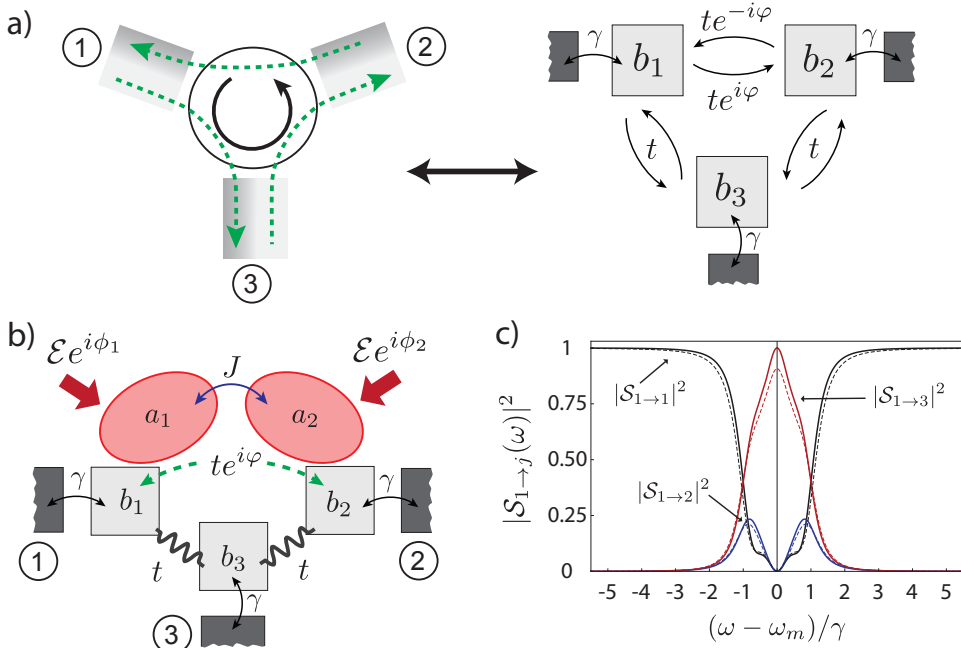 a)
1
2
3
te^{-iφ}
γ b₁ b₂ γ
te^{iφ}
t t
b₃
γ
b)
ℰe^{iϕ₁} J ℰe^{iϕ₂}
a₁ a₂
te^{iφ}
γ b₁ b₂ γ
1 b₃ 2
t t
γ
3
c)
1
0.75
0.50
0.25
0
|𝒮₁→ⱼ(ω)|²
|𝒮₁→₁|²
|𝒮₁→₃|²
|𝒮₁→₂|²
-5 -4 -3 -2 -1 0 1 2 3 4 5
(ω − ωₘ)/γ